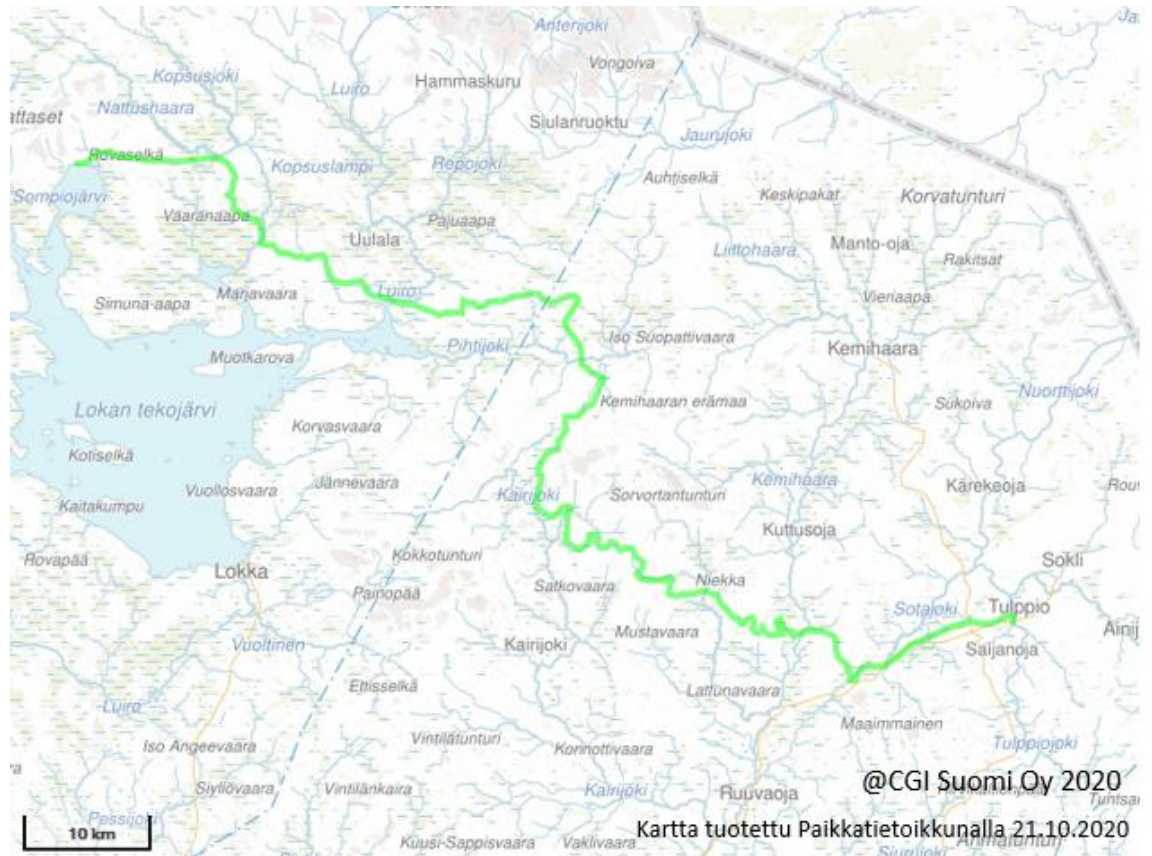 Anterijoki
Vongoiva
Kopsusjoki
Luiro
Hammaskuru
Nattushaara
Siulanruoktu
Jaurujoki
Rovaselkä
Kopsuslampi
Repojoki
Auhtiselkä
Keskipakat
Korvatunturi
Sompiojärvi
Vaaranaapa
Pajuaapa
Uulala
Liittohaara
Manto-oja
Rakitsat
Simuna-aapa
Marjavaara
Luiro
Vieriaapa
Pihtijoki
Iso Suopattivaara
Kemihaara
Muotkarova
Nuorttijoki
Lokan tekojärvi
Kemihaaran erämaa
Sukoiva
Korvasvaara
Kotiselkä
Jännevaara
Vuollosvaara
Kairijoki
Sorvortantunturi
Kemihaara
Kärekeoja
Kaitakumpu
Kuttusoja
Rovapää
Kokkotunturi
Sokli
Lokka
Painopää
Satkovaara
Niekka
Sotajoki
Tulppio
Mustavaara
Vuoltinen
Kairijoki
Saijanoja
Ettisselkä
Lattunavaara
Luiro
Maaimmainen
Iso Angeevaara
Vintilätunturi
Konnottivaara
Tulppiojoki
@CGI Suomi Oy 2020
Siyliövaara
Vintilänkaira
Kairijoki
Ruuvaoja
Pessijoki
10 km
Kartta tuotettu Paikkatietoikkunalla 21.10.2020
Kuusi-Sappisvaara
Vaklivaara